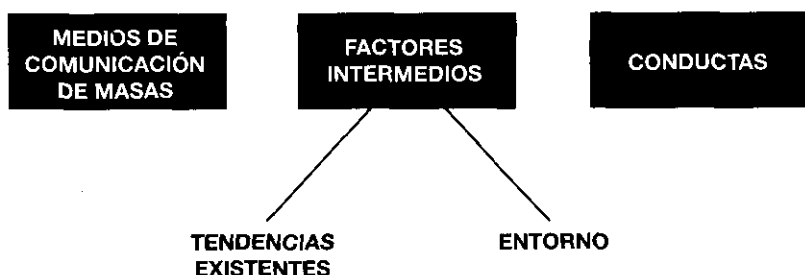 MEDIOS DE
COMUNICACIÓN
DE MASAS
FACTORES
INTERMEDIOS
CONDUCTAS
TENDENCIAS
EXISTENTES
ENTORNO